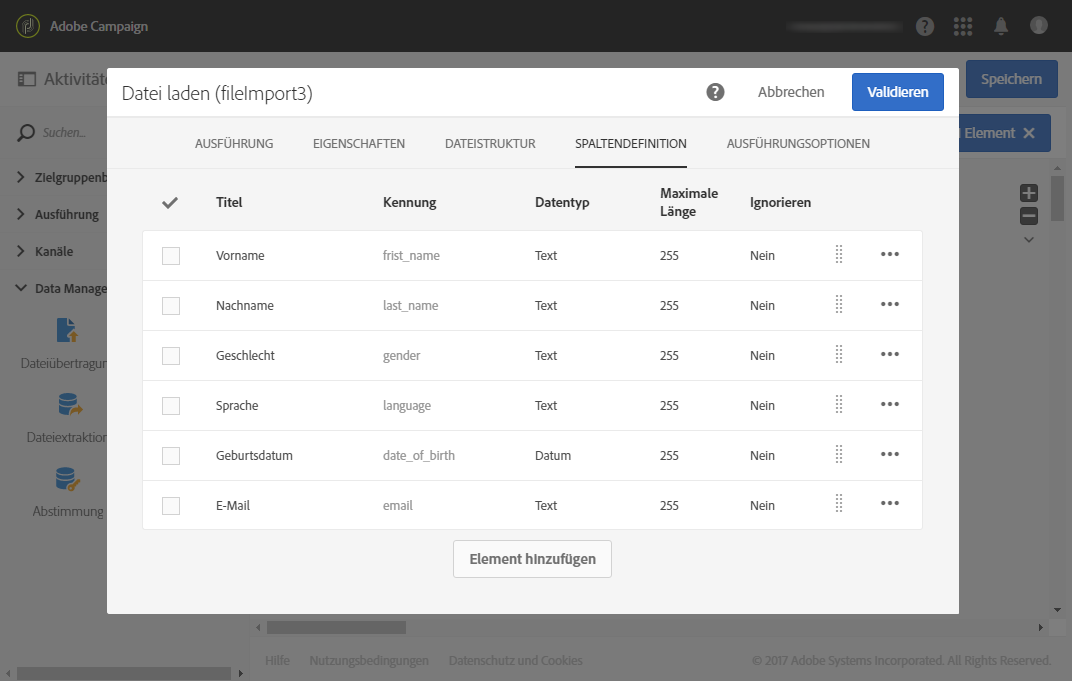 Adobe Campaign
Aktivität
Speichern
Datei laden (fileImport3)
Abbrechen
Validieren
Suchen...
Element
AUSFÜHRUNG
EIGENSCHAFTEN
DATEISTRUKTUR
SPALTENDEFINITION
AUSFÜHRUNGSOPTIONEN
Zielgruppenb
Ausführung
Kanäle
Data Manage
Dateiübertragun
Dateiextraktion
Abstimmung
Titel Kennung Datentyp Maximale Länge Ignorieren
Vorname frist_name Text 255 Nein
Nachname last_name Text 255 Nein
Geschlecht gender Text 255 Nein
Sprache language Text 255 Nein
Geburtsdatum date_of_birth Datum 255 Nein
E-Mail email Text 255 Nein
Element hinzufügen
Hilfe Nutzungsbedingungen Datenschutz und Cookies © 2017 Adobe Systems Incorporated. All Rights Reserved.